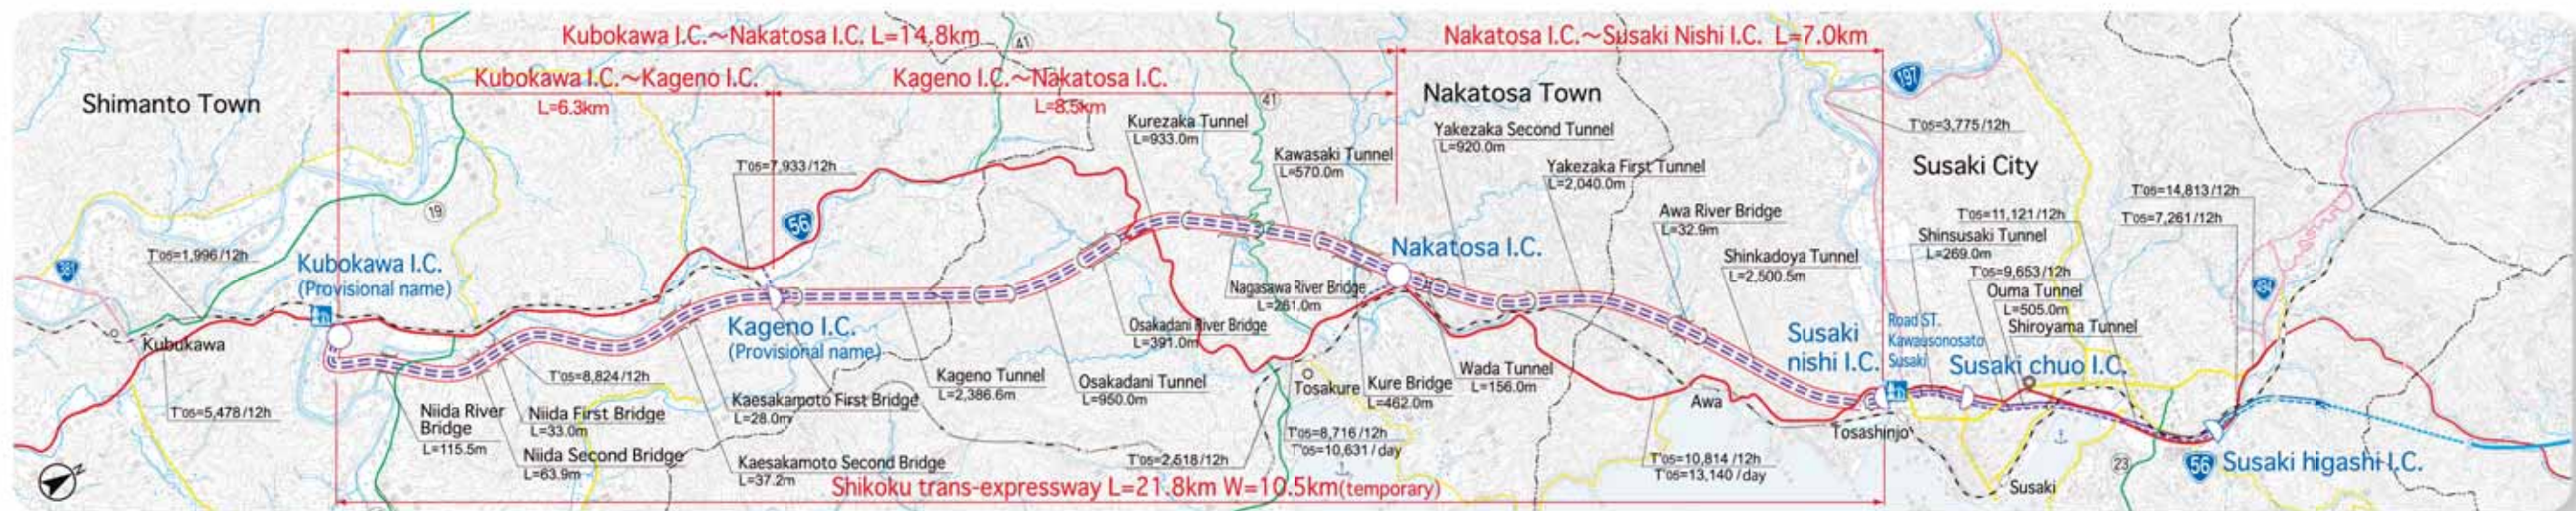 Kubokawa I.C.～Nakatosa I.C. L=14.8km
Nakatosa I.C.～Susaki Nishi I.C. L=7.0km
Kubokawa I.C.～Kageno I.C.
L=6.3km
Kageno I.C.～Nakatosa I.C.
L=8.5km
41
197
Shimanto Town
Nakatosa Town
Susaki City
41
Kurezaka Tunnel
L=933.0m
Kawasaki Tunnel
L=570.0m
Yakezaka Second Tunnel
L=920.0m
Yakezaka First Tunnel
L=2,040.0m
T'05=3,775/12h
T'05=7,933/12h
19
56
Awa River Bridge
L=32.9m
Shinkadoya Tunnel
L=2,500.5m
T'05=14,813/12h
T'05=11,121/12h
T'05=7,261/12h
Shinsusaki Tunnel
L=269.0m
T'05=9,653/12h
Ouma Tunnel
L=505.0m
Shiroyama Tunnel
494
T'05=1,996/12h
381
Kubokawa I.C.
(Provisional name)
Nakatosa I.C.
Nagasawa River Bridge
L=261.0m
Osakadani River Bridge
L=391.0m
Kageno I.C.
(Provisional name)
Susaki
nishi I.C.
Road ST.
Kawausonosato
Susaki
Susaki chuo I.C.
Kubukawa
T'05=5,478/12h
T'05=8,824/12h
Niida River
Bridge
L=115.5m
Niida First Bridge
L=33.0m
Niida Second Bridge
L=63.9m
Kaesakamoto First Bridge
L=28.0m
Kaesakamoto Second Bridge
L=37.2m
Kageno Tunnel
L=2,386.6m
Osakadani Tunnel
L=950.0m
Tosakure
Kure Bridge
L=462.0m
Wada Tunnel
L=156.0m
Awa
Tosashinjo
T'05=2,518/12h
T'05=8,716/12h
T'05=10,631/day
T'05=10,814/12h
T'05=13,140/day
23
56
Susaki higashi I.C.
Susaki
N
Shikoku trans-expressway L=21.8km W=10.5km(temporary)